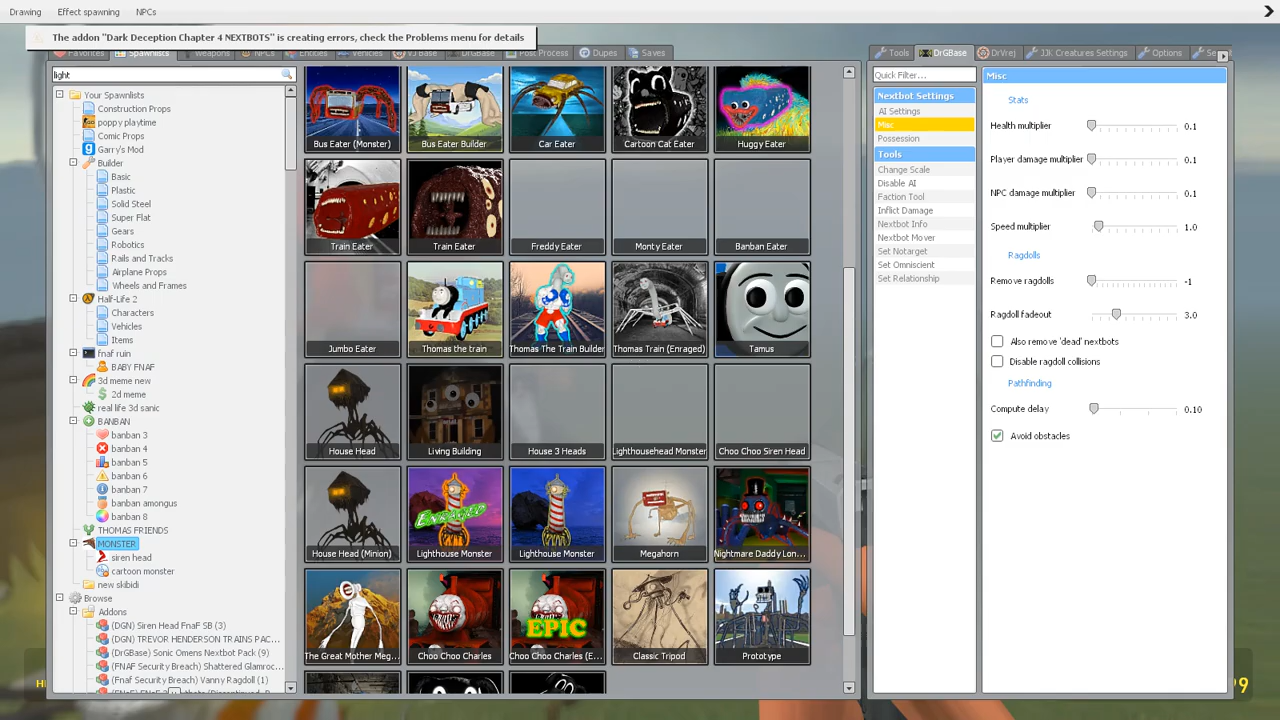 Drawing Effect spawning NPCs
The addon "Dark Deception Chapter 4 NEXTBOTS" is creating errors, check the Problems menu for details
Favorites Spawnlists Weapons NPCs Entities Vehicles VJ Base DrGBase Post Process Dupes Saves
Tools DrGBase DrVrej JJK Creatures Settings Options
light
Your Spawnlists
Construction Props
poppy playtime
Comic Props
Garry's Mod
Builder
Basic
Plastic
Solid Steel
Super Flat
Gears
Robotics
Rails and Tracks
Airplane Props
Wheels and Frames
Half-Life 2
Characters
Vehicles
Items
fnaf ruin
BABY FNAF
3d meme new
2d meme
real life 3d sanic
BANBAN
banban 3
banban 4
banban 5
banban 6
banban 7
banban amongus
banban 8
THOMAS FRIENDS
MONSTER
siren head
cartoon monster
new skibidi
Browse
Addons
(DGN) Siren Head FnaF SB (3)
(DGN) TREVOR HENDERSON TRAINS PAC...
(DrGBase) Sonic Omens Nextbot Pack (9)
(FNAF Security Breach) Shattered Glamroc...
(Fnaf Security Breach) Vanny Ragdoll (1)
Bus Eater (Monster) Bus Eater Builder Car Eater Cartoon Cat Eater Huggy Eater
Train Eater Train Eater Freddy Eater Monty Eater Banban Eater
Jumbo Eater Thomas the train Thomas The Train Builder Thomas Train (Enraged) Tamus
House Head Living Building House 3 Heads Lighthousehead Monster Choo Choo Siren Head
ENRAGED
House Head (Minion) Lighthouse Monster Lighthouse Monster Megahorn Nightmare Daddy Lon...
EPIC
The Great Mother Meg... Choo Choo Charles Choo Choo Charles (E... Classic Tripod Prototype
Quick Filter...
Nextbot Settings
AI Settings
Misc
Possession
Tools
Change Scale
Disable AI
Faction Tool
Inflict Damage
Nextbot Info
Nextbot Mover
Set Notarget
Set Omniscient
Set Relationship
Misc
Stats
Health multiplier 0.1
Player damage multiplier 0.1
NPC damage multiplier 0.1
Speed multiplier 1.0
Ragdolls
Remove ragdolls -1
Ragdoll fadeout 3.0
Also remove 'dead' nextbots
Disable ragdoll collisions
Pathfinding
Compute delay 0.10
Avoid obstacles